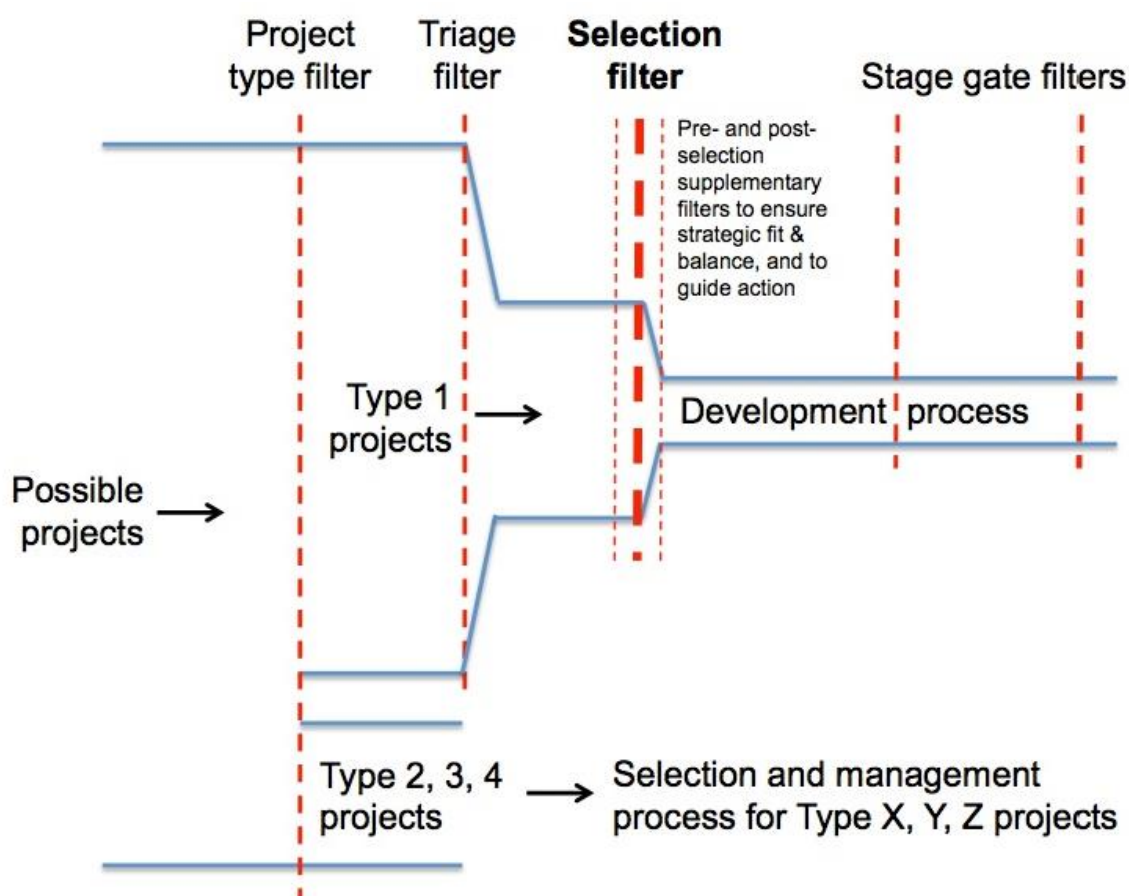 Project
type filter
Triage
filter
Selection
filter
Stage gate filters
Pre- and post-
selection
supplementary
filters to ensure
strategic fit &
balance, and to
guide action
Type 1
projects
Development process
Possible
projects
Type 2, 3, 4
projects
Selection and management
process for Type X, Y, Z projects